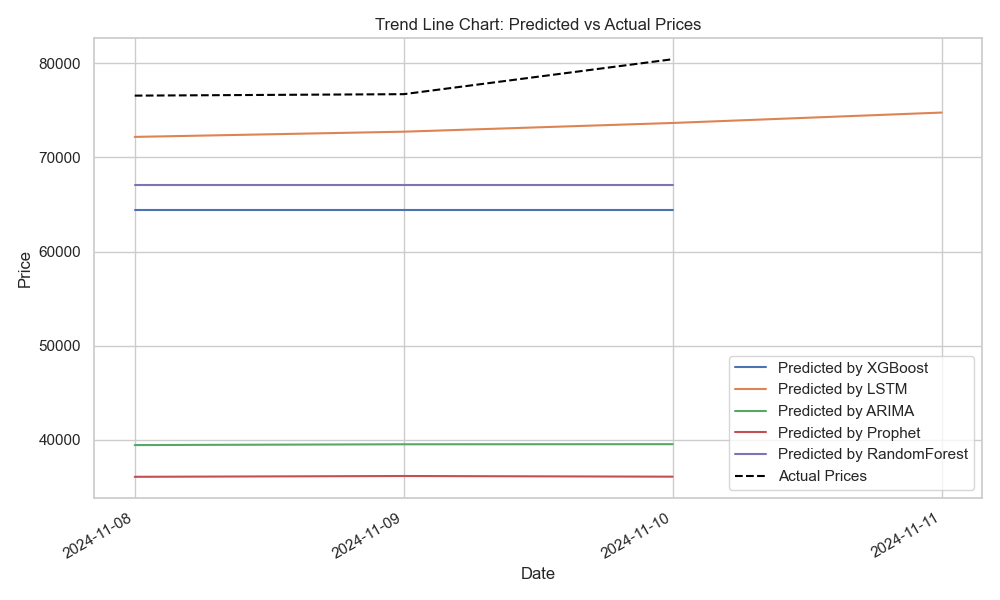 Trend Line Chart: Predicted vs Actual Prices
80000
70000
60000
50000
40000
Price
Predicted by XGBoost
Predicted by LSTM
Predicted by ARIMA
Predicted by Prophet
Predicted by RandomForest
Actual Prices
2024-11-08
2024-11-09
2024-11-10
2024-11-11
Date